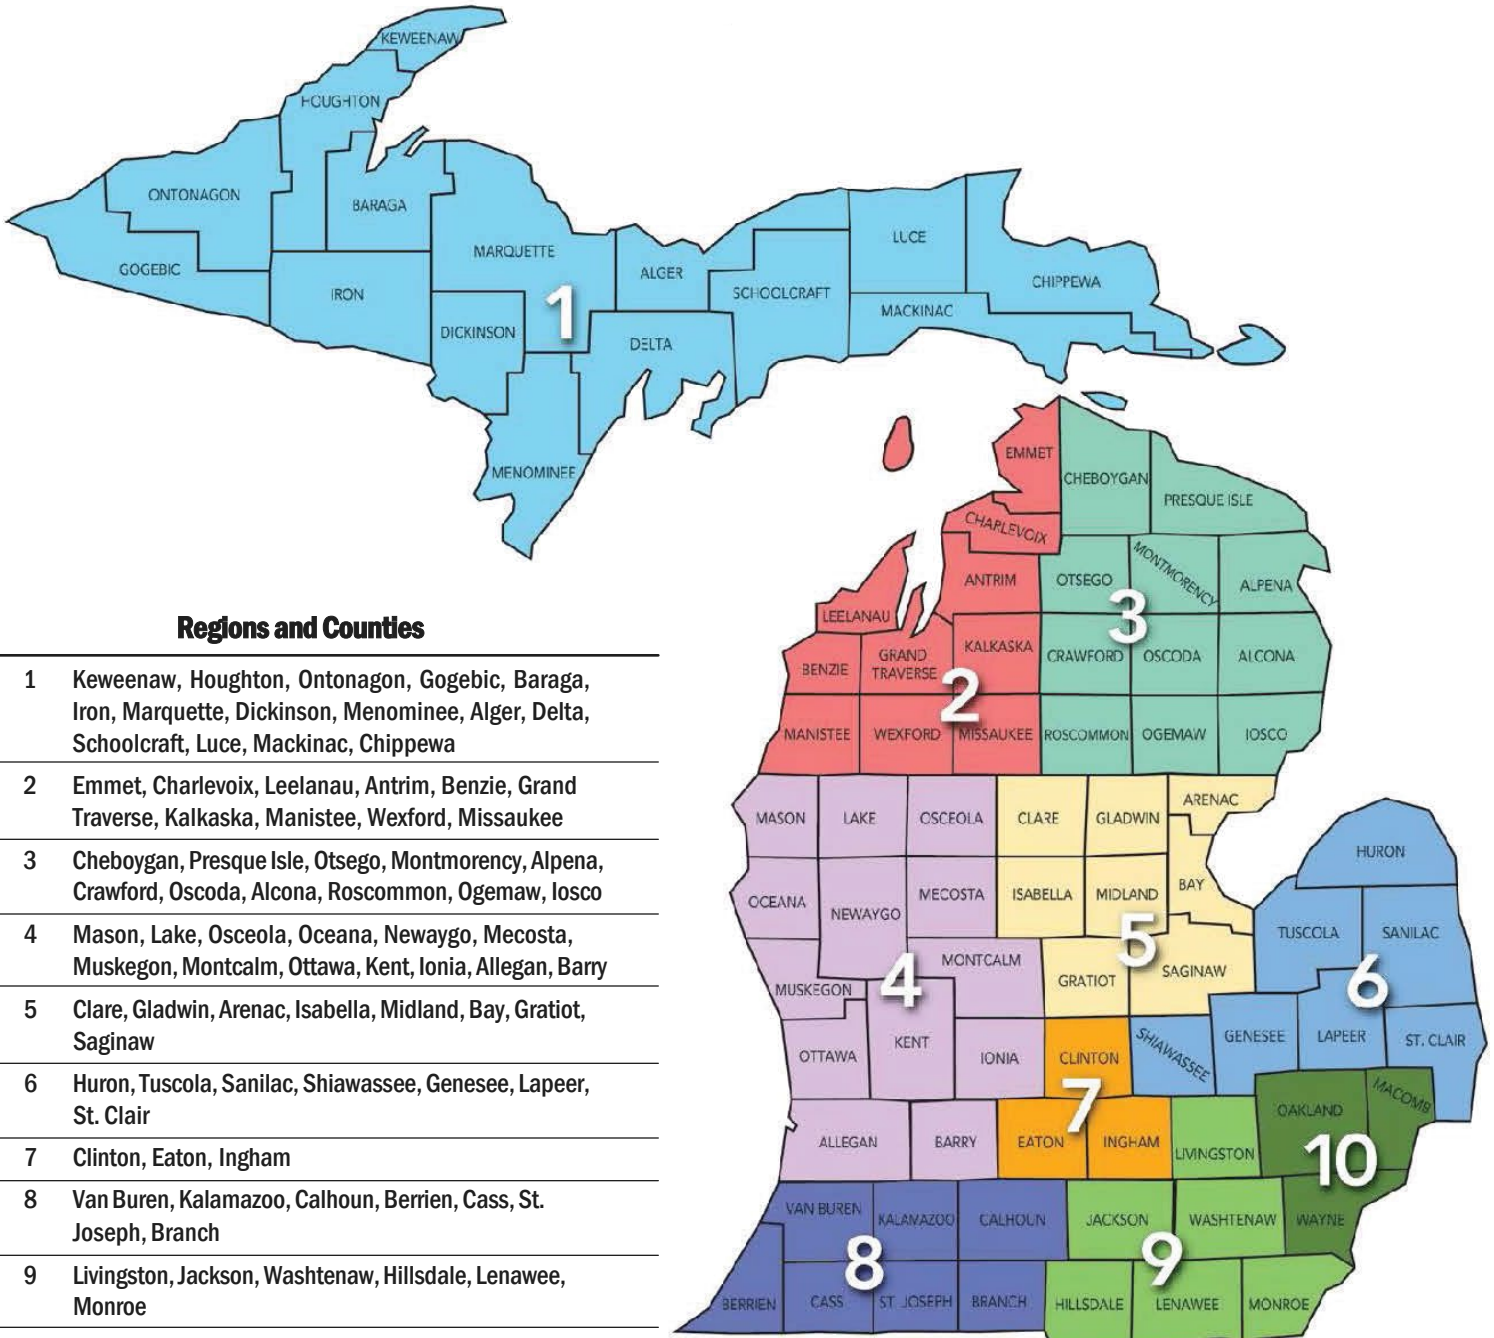 KEWEENAW
HOUGHTON
ONTONAGON
BARAGA
GOGEBIC
IRON
MARQUETTE
DICKINSON
1
MENOMINEE
ALGER
DELTA
SCHOOLCRAFT
LUCE
MACKINAC
CHIPPEWA
EMMET
CHEBOYGAN
PRESQUE ISLE
CHARLEVOIX
ANTRIM
OTSEGO
MONTMORENCY
ALPENA
3
LEELANAU
BENZIE
GRAND
TRAVERSE
KALKASKA
CRAWFORD
OSCODA
ALCONA
2
MANISTEE
WEXFORD
MISSAUKEE
ROSCOMMON
OGEMAW
IOSCO
MASON
LAKE
OSCEOLA
CLARE
GLADWIN
ARENAC
HURON
OCEANA
NEWAYGO
MECOSTA
ISABELLA
MIDLAND
BAY
5
TUSCOLA
SANILAC
MONTCALM
GRATIOT
SAGINAW
6
MUSKEGON
4
KENT
OTTAWA
IONIA
CLINTON
SHIAWASSEE
GENESEE
LAPEER
ST. CLAIR
7
ALLEGAN
BARRY
EATON
INGHAM
LIVINGSTON
OAKLAND
MACOMB
10
VAN BUREN
KALAMAZOO
CALHOUN
JACKSON
WASHTENAW
WAYNE
8
9
BERRIEN
CASS
ST. JOSEPH
BRANCH
HILLSDALE
LENAWEE
MONROE
Regions and Counties
1 Keweenaw, Houghton, Ontonagon, Gogebic, Baraga,
Iron, Marquette, Dickinson, Menominee, Alger, Delta,
Schoolcraft, Luce, Mackinac, Chippewa
2 Emmet, Charlevoix, Leelanau, Antrim, Benzie, Grand
Traverse, Kalkaska, Manistee, Wexford, Missaukee
3 Cheboygan, Presque Isle, Otsego, Montmorency, Alpena,
Crawford, Oscoda, Alcona, Roscommon, Ogemaw, Iosco
4 Mason, Lake, Osceola, Oceana, Newaygo, Mecosta,
Muskegon, Montcalm, Ottawa, Kent, Ionia, Allegan, Barry
5 Clare, Gladwin, Arenac, Isabella, Midland, Bay, Gratiot,
Saginaw
6 Huron, Tuscola, Sanilac, Shiawassee, Genesee, Lapeer,
St. Clair
7 Clinton, Eaton, Ingham
8 Van Buren, Kalamazoo, Calhoun, Berrien, Cass, St.
Joseph, Branch
9 Livingston, Jackson, Washtenaw, Hillsdale, Lenawee,
Monroe